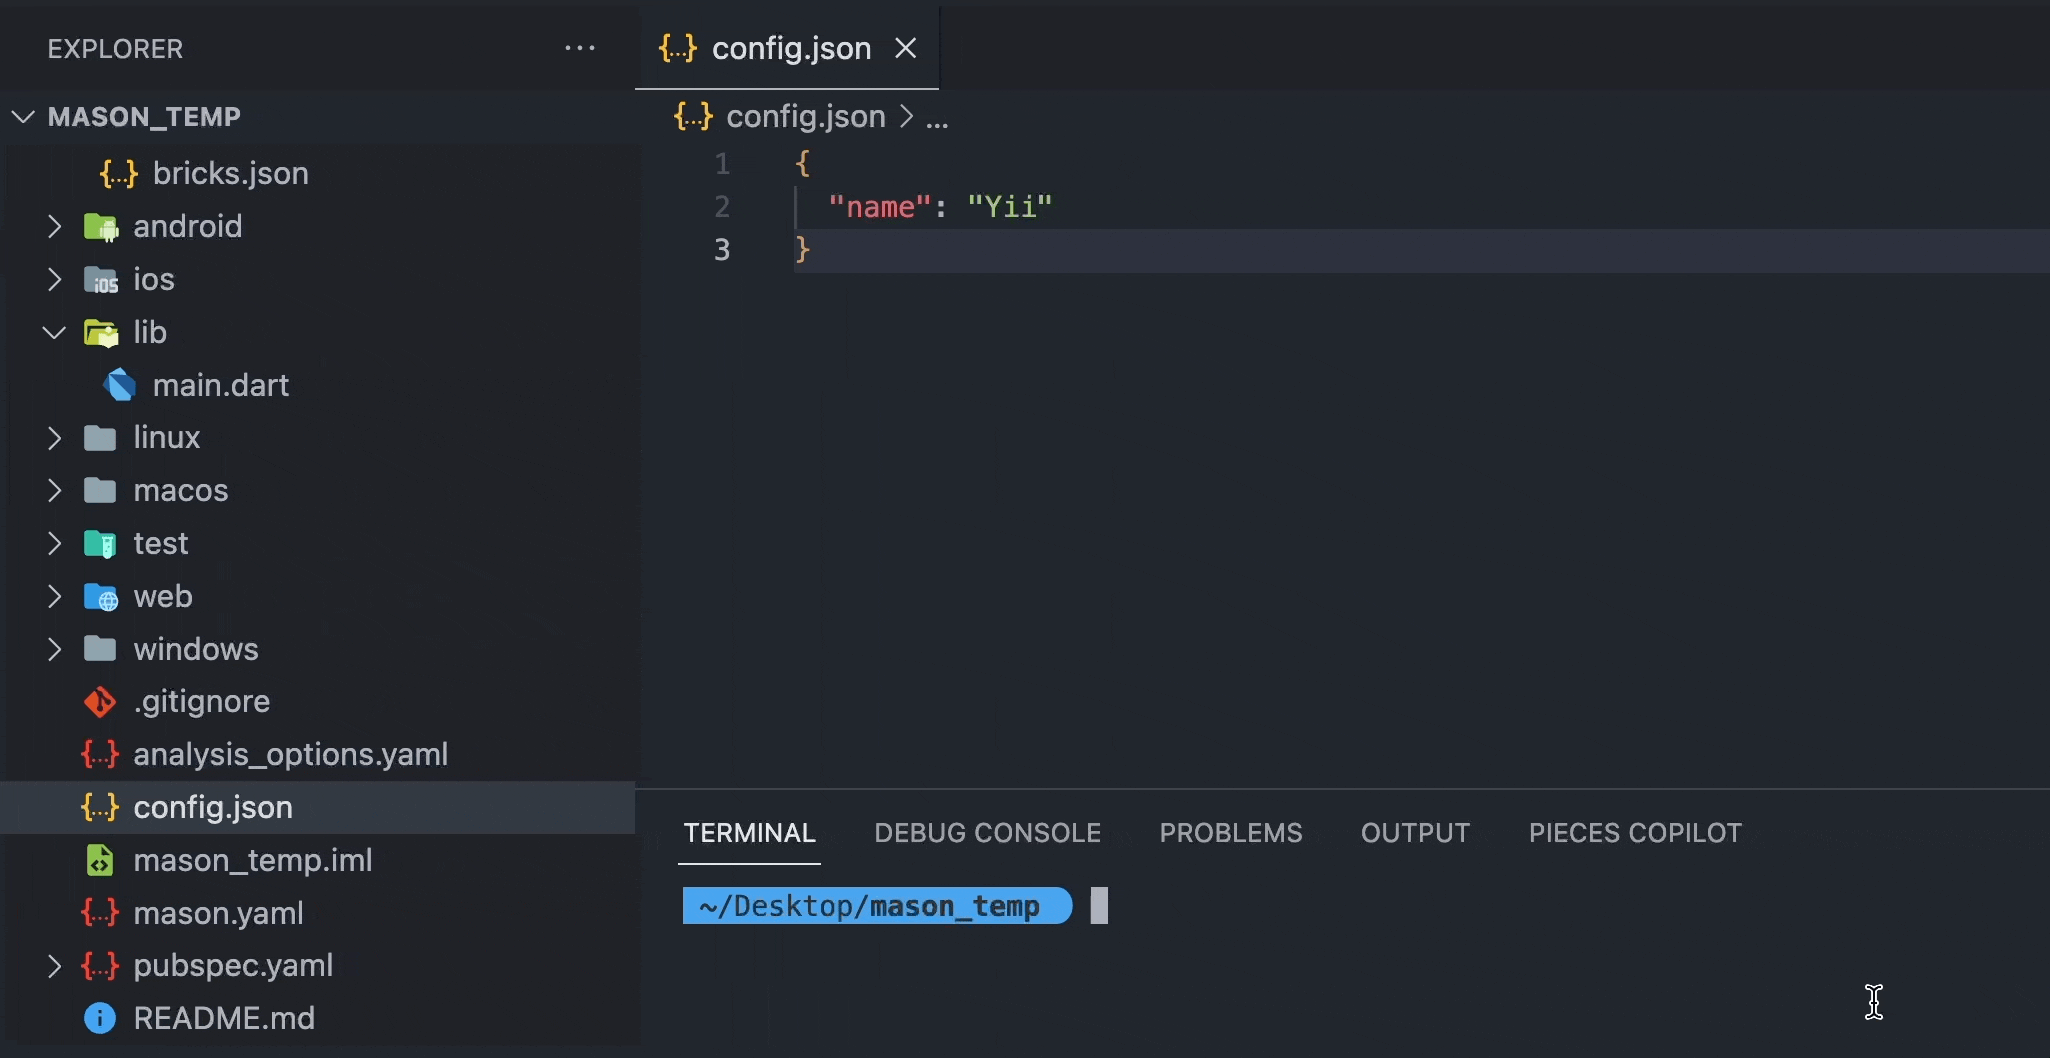 EXPLORER
MASON_TEMP
bricks.json
android
ios
lib
main.dart
linux
macos
test
web
windows
.gitignore
analysis_options.yaml
config.json
mason_temp.iml
mason.yaml
pubspec.yaml
README.md
{...} config.json
{...} config.json > ...
1 {
2 "name": "Yii"
3 }
TERMINAL DEBUG CONSOLE PROBLEMS OUTPUT PIECES COPILOT
~/Desktop/mason_temp